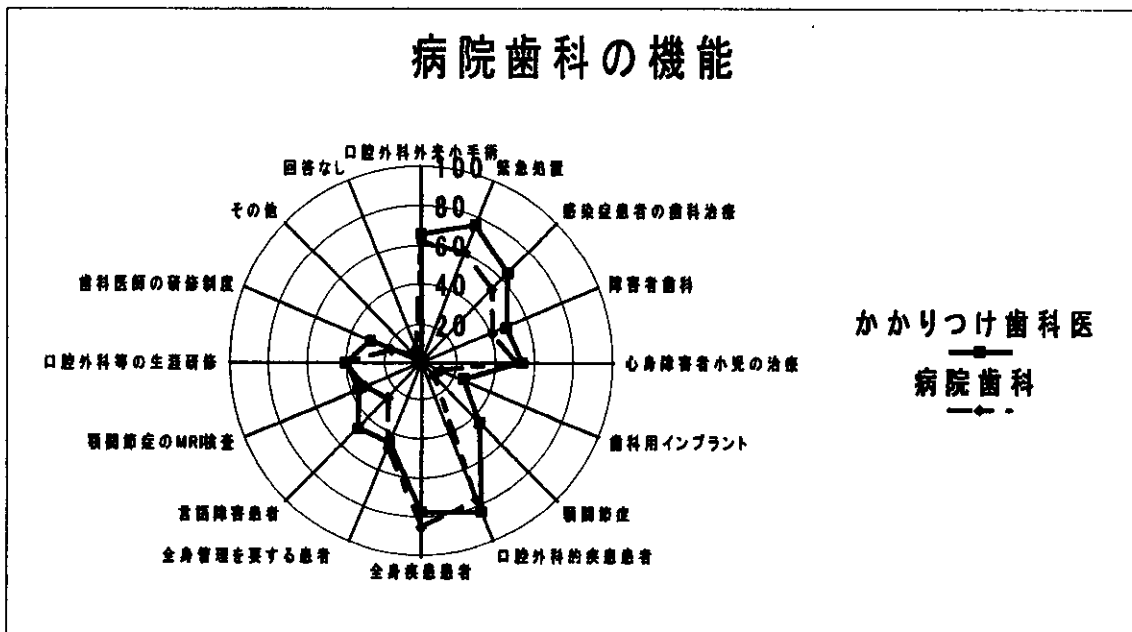 病院歯科の機能
口腔外科外来小手術
回答なし
緊急処置
その他
感染症患者の歯科治療
歯科医師の研修制度
障害者歯科
口腔外科等の生涯研修
心身障害者小児の治療
顎関節症のMRI検査
歯科用インプラント
言語障害患者
顎関節症
全身管理を要する患者
口腔外科的疾患患者
全身疾患患者
100
80
60
40
20
かかりつけ歯科医
病院歯科